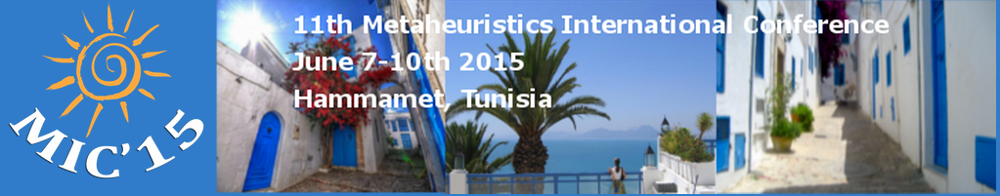 MIC'15
11th Metaheuristics International Conference
June 7-10th 2015
Hammamet, Tunisia